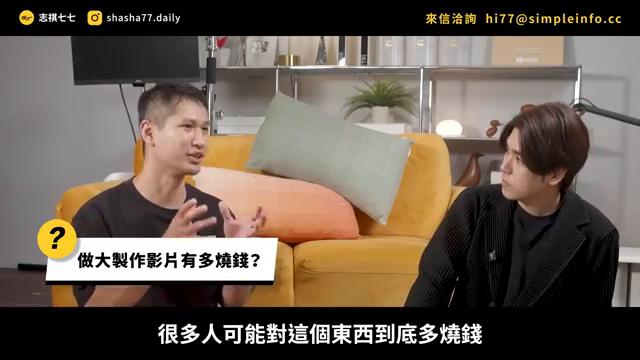 志祺七七
shasha77.daily
來信洽詢 hi77@simpleinfo.cc
?
做大製作影片有多燒錢?
很多人可能對這個東西到底多燒錢